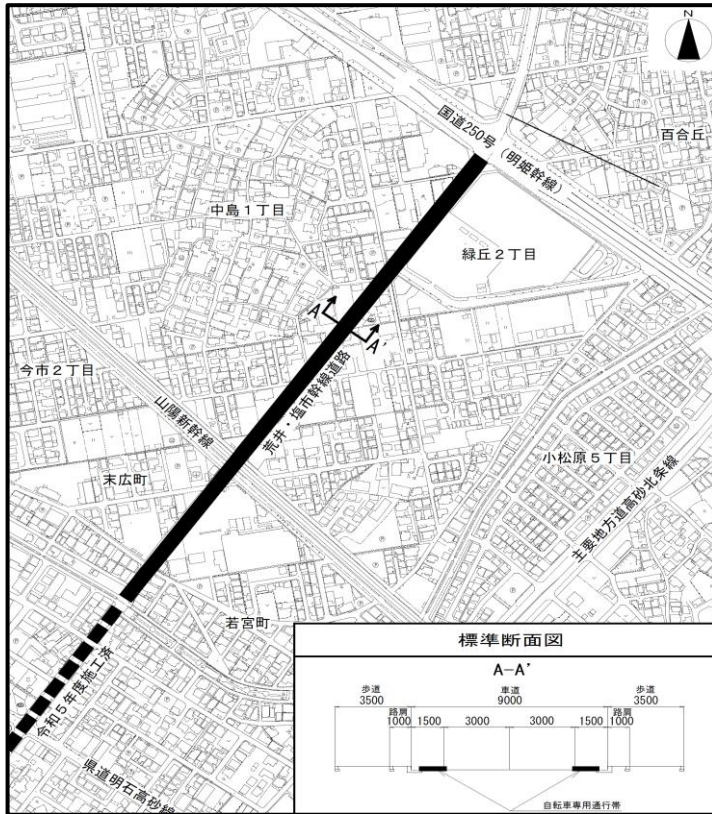 N
国道250号（明姫幹線）
百合丘
中島１丁目
緑丘２丁目
A
A'
今市２丁目
山陽新幹線
荒井・塩市幹線道路
小松原５丁目
末広町
主要地方道高砂北条線
若宮町
令和５年度施工済
県道明石高砂線
標準断面図
A-A'
歩道 車道 歩道
3500 9000 3500
路肩 路肩
1000 1500 3000 3000 1500 1000
自転車専用通行帯